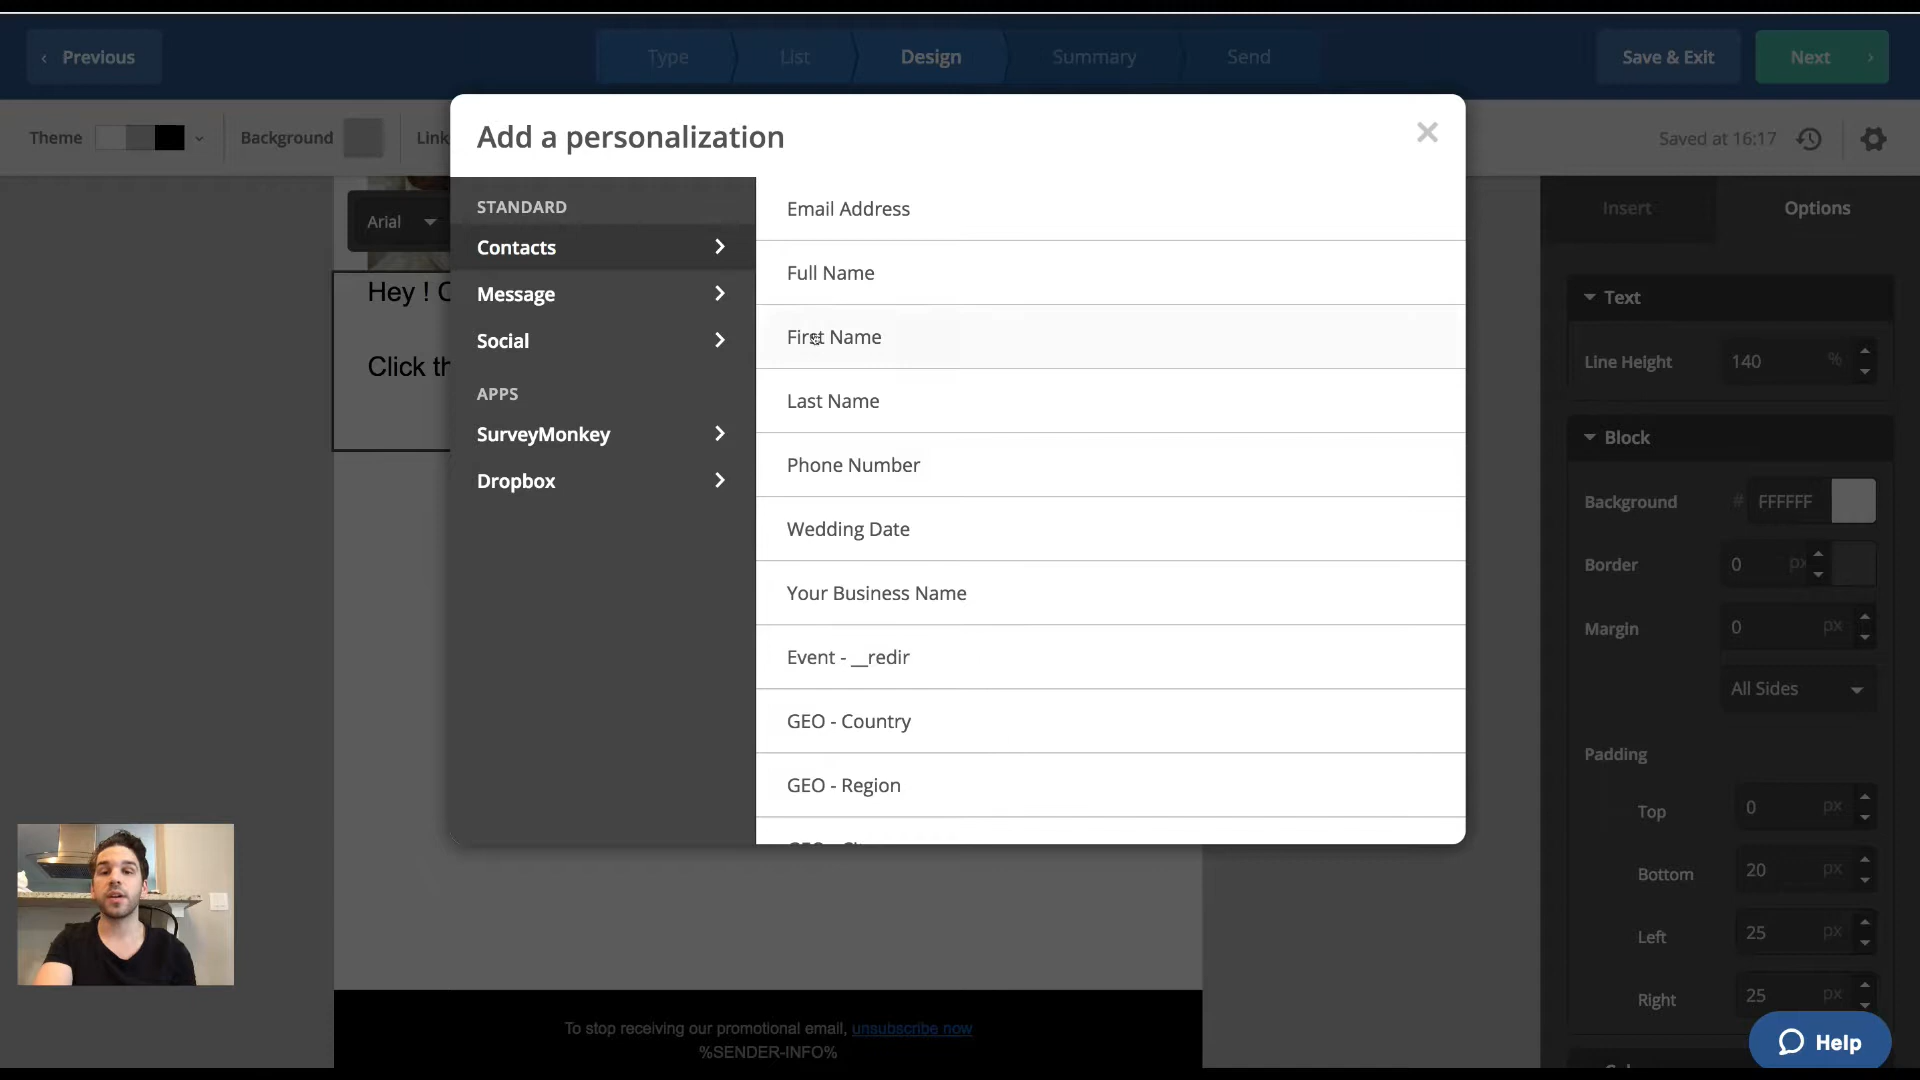 Previous
Type
List
Design
Summary
Send
Save & Exit
Next
Theme
Background
Link
Saved at 16:17
Add a personalization
STANDARD
Contacts
Message
Social
APPS
SurveyMonkey
Dropbox
Email Address
Full Name
First Name
Last Name
Phone Number
Wedding Date
Your Business Name
Event - __redir
GEO - Country
GEO - Region
Arial
Hey ! C
Click th
Insert
Options
Text
Line Height 140 %
Block
Background # FFFFFF
Border 0 px
Margin 0 px
All Sides
Padding
Top 0 px
Bottom 20 px
Left 25 px
Right 25 px
To stop receiving our promotional email, unsubscribe now
%SENDER-INFO%
Help